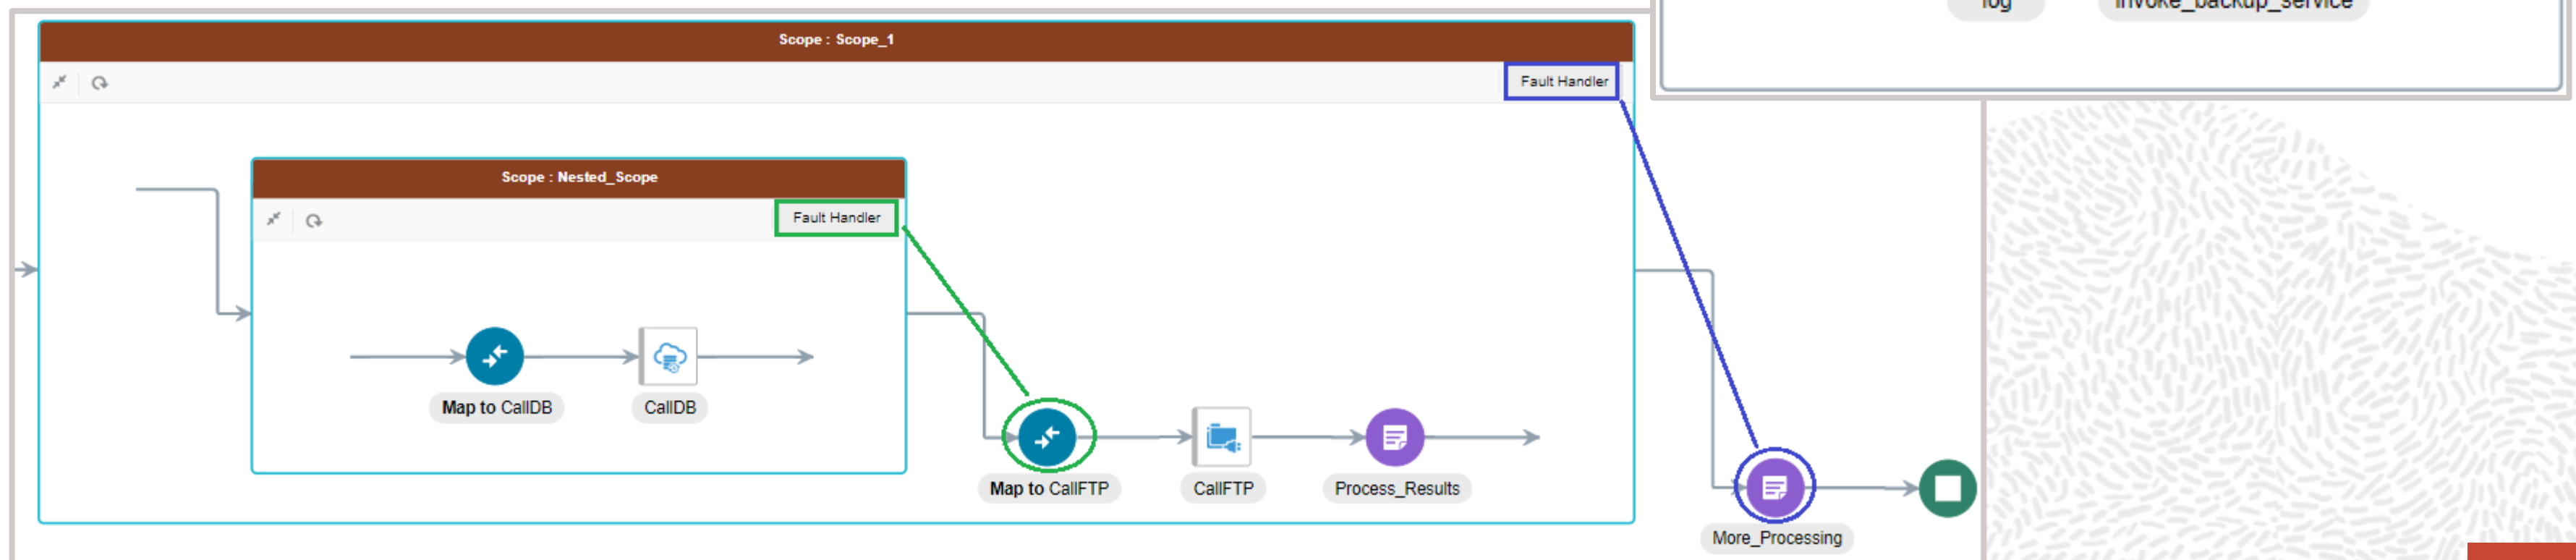 log
invoke_backup_service
Scope : Scope_1
Fault Handler
Scope : Nested_Scope
Fault Handler
Map to CallDB
CallDB
Map to CallFTP
CallFTP
Process_Results
More_Processing